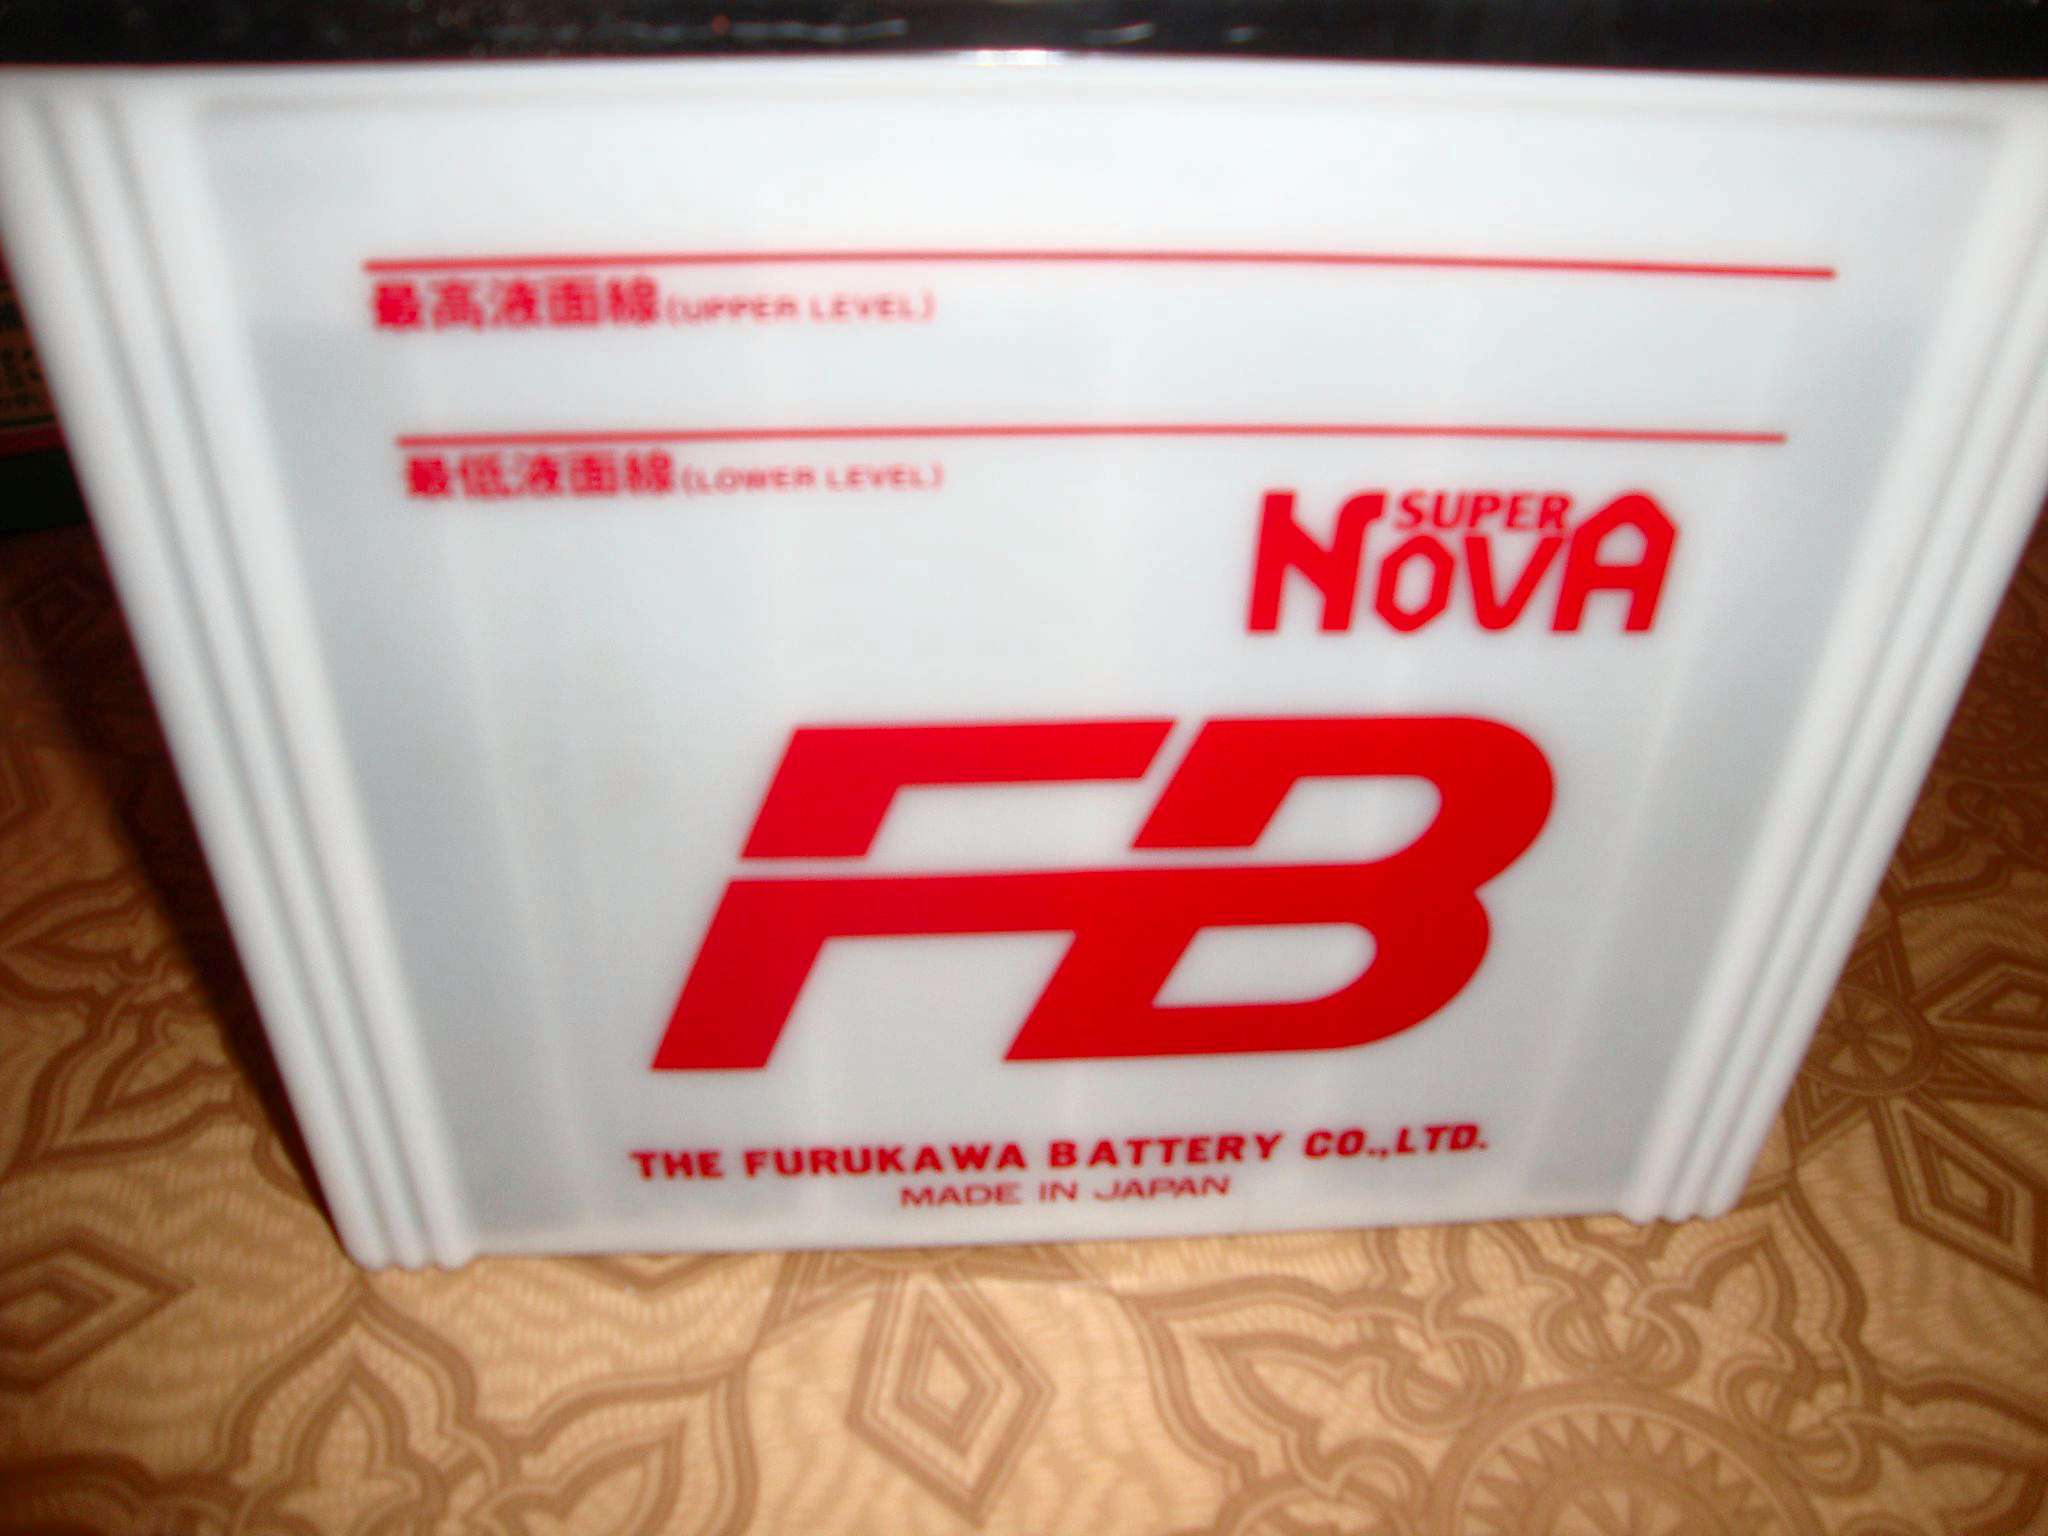 最高液面線(UPPER LEVEL)
最低液面線(LOWER LEVEL)
SUPER
NOVA
FB
THE FURUKAWA BATTERY CO.,LTD.
MADE IN JAPAN